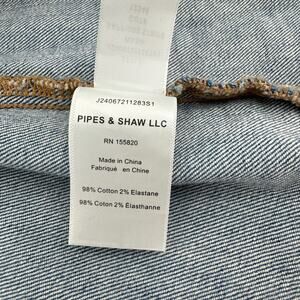 J24067211283S1
PIPES & SHAW LLC
RN 155820
Made in China
Fabriqué en Chine
98% Cotton 2% Elastane
98% Coton 2% Élasthanne